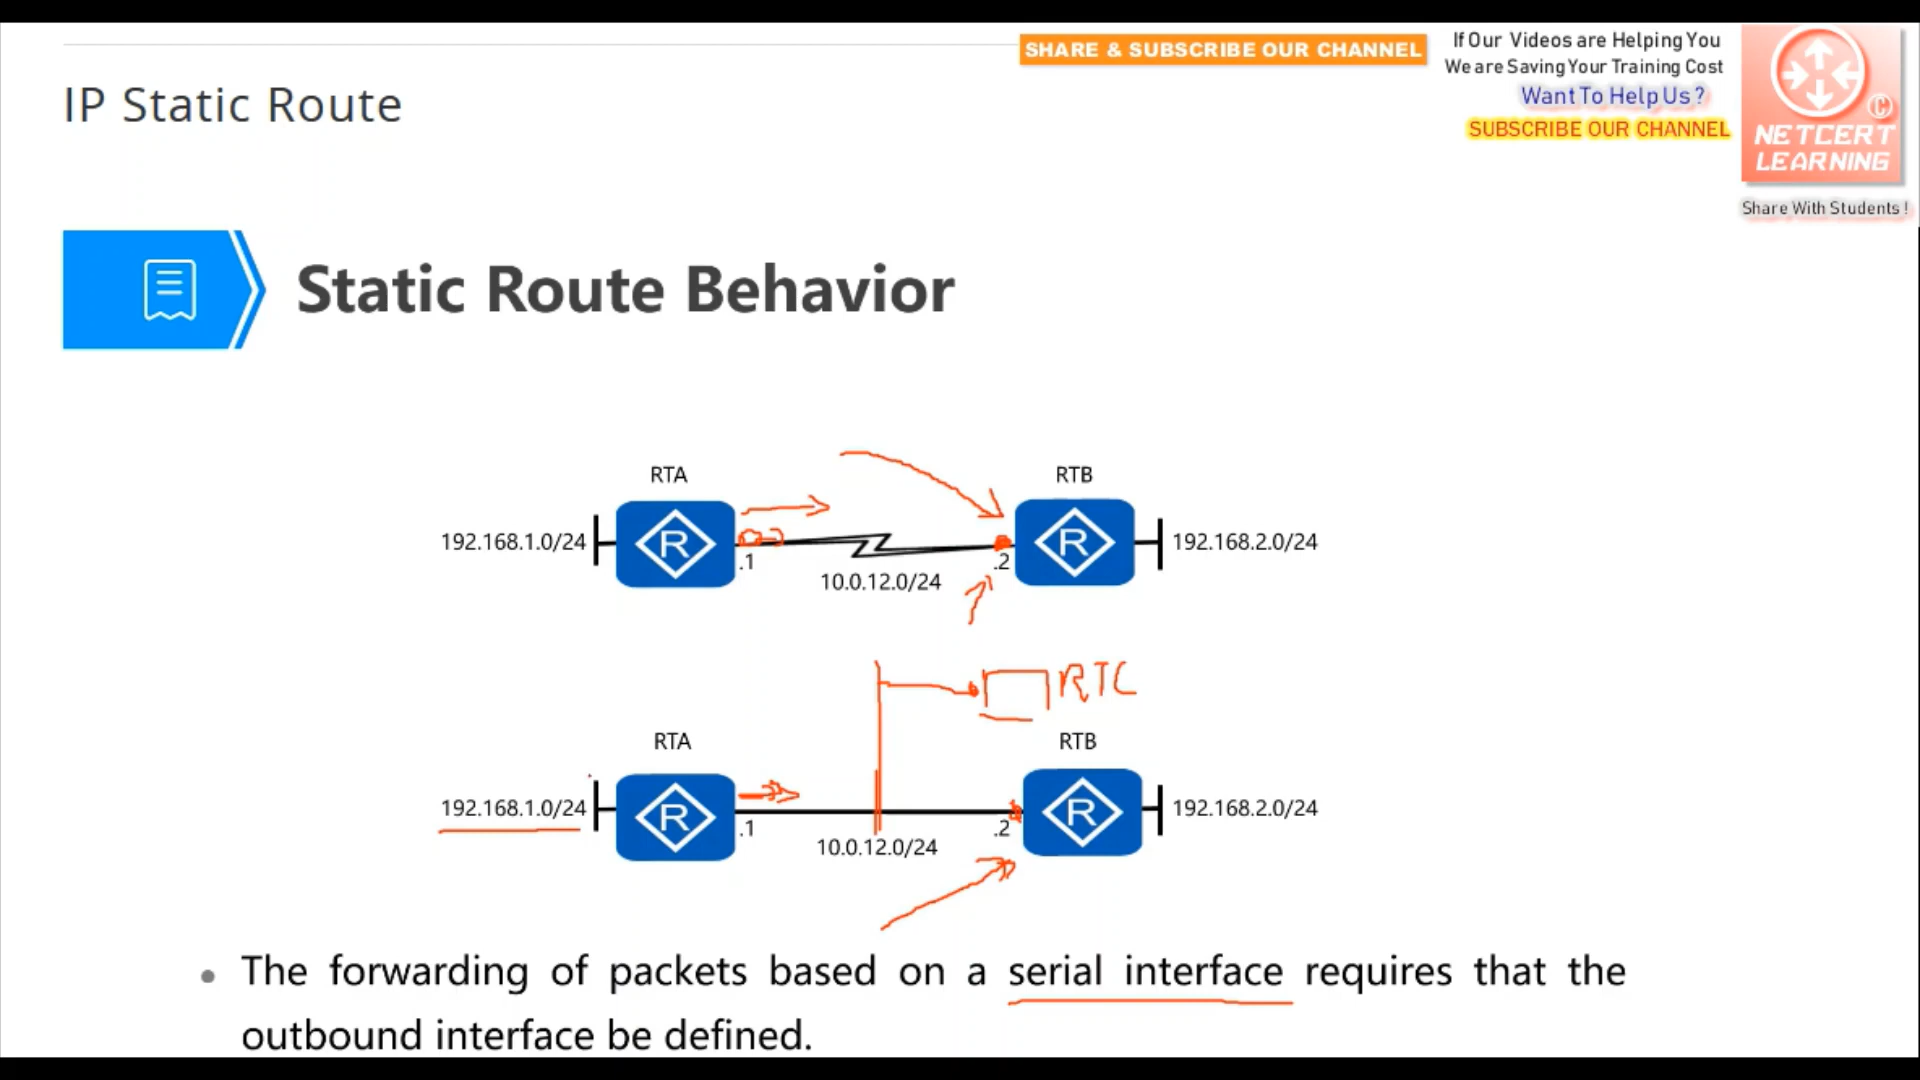 SHARE & SUBSCRIBE OUR CHANNEL
If Our Videos are Helping You
We are Saving Your Training Cost
Want To Help Us ?
SUBSCRIBE OUR CHANNEL
©
NETCERT
LEARNING
Share With Students !
IP Static Route
Static Route Behavior
RTA
RTB
192.168.1.0/24
R
R
192.168.2.0/24
.1
.2
10.0.12.0/24
RTC
RTA
RTB
192.168.1.0/24
R
R
192.168.2.0/24
.1
.2
10.0.12.0/24
• The forwarding of packets based on a serial interface requires that the
outbound interface be defined.